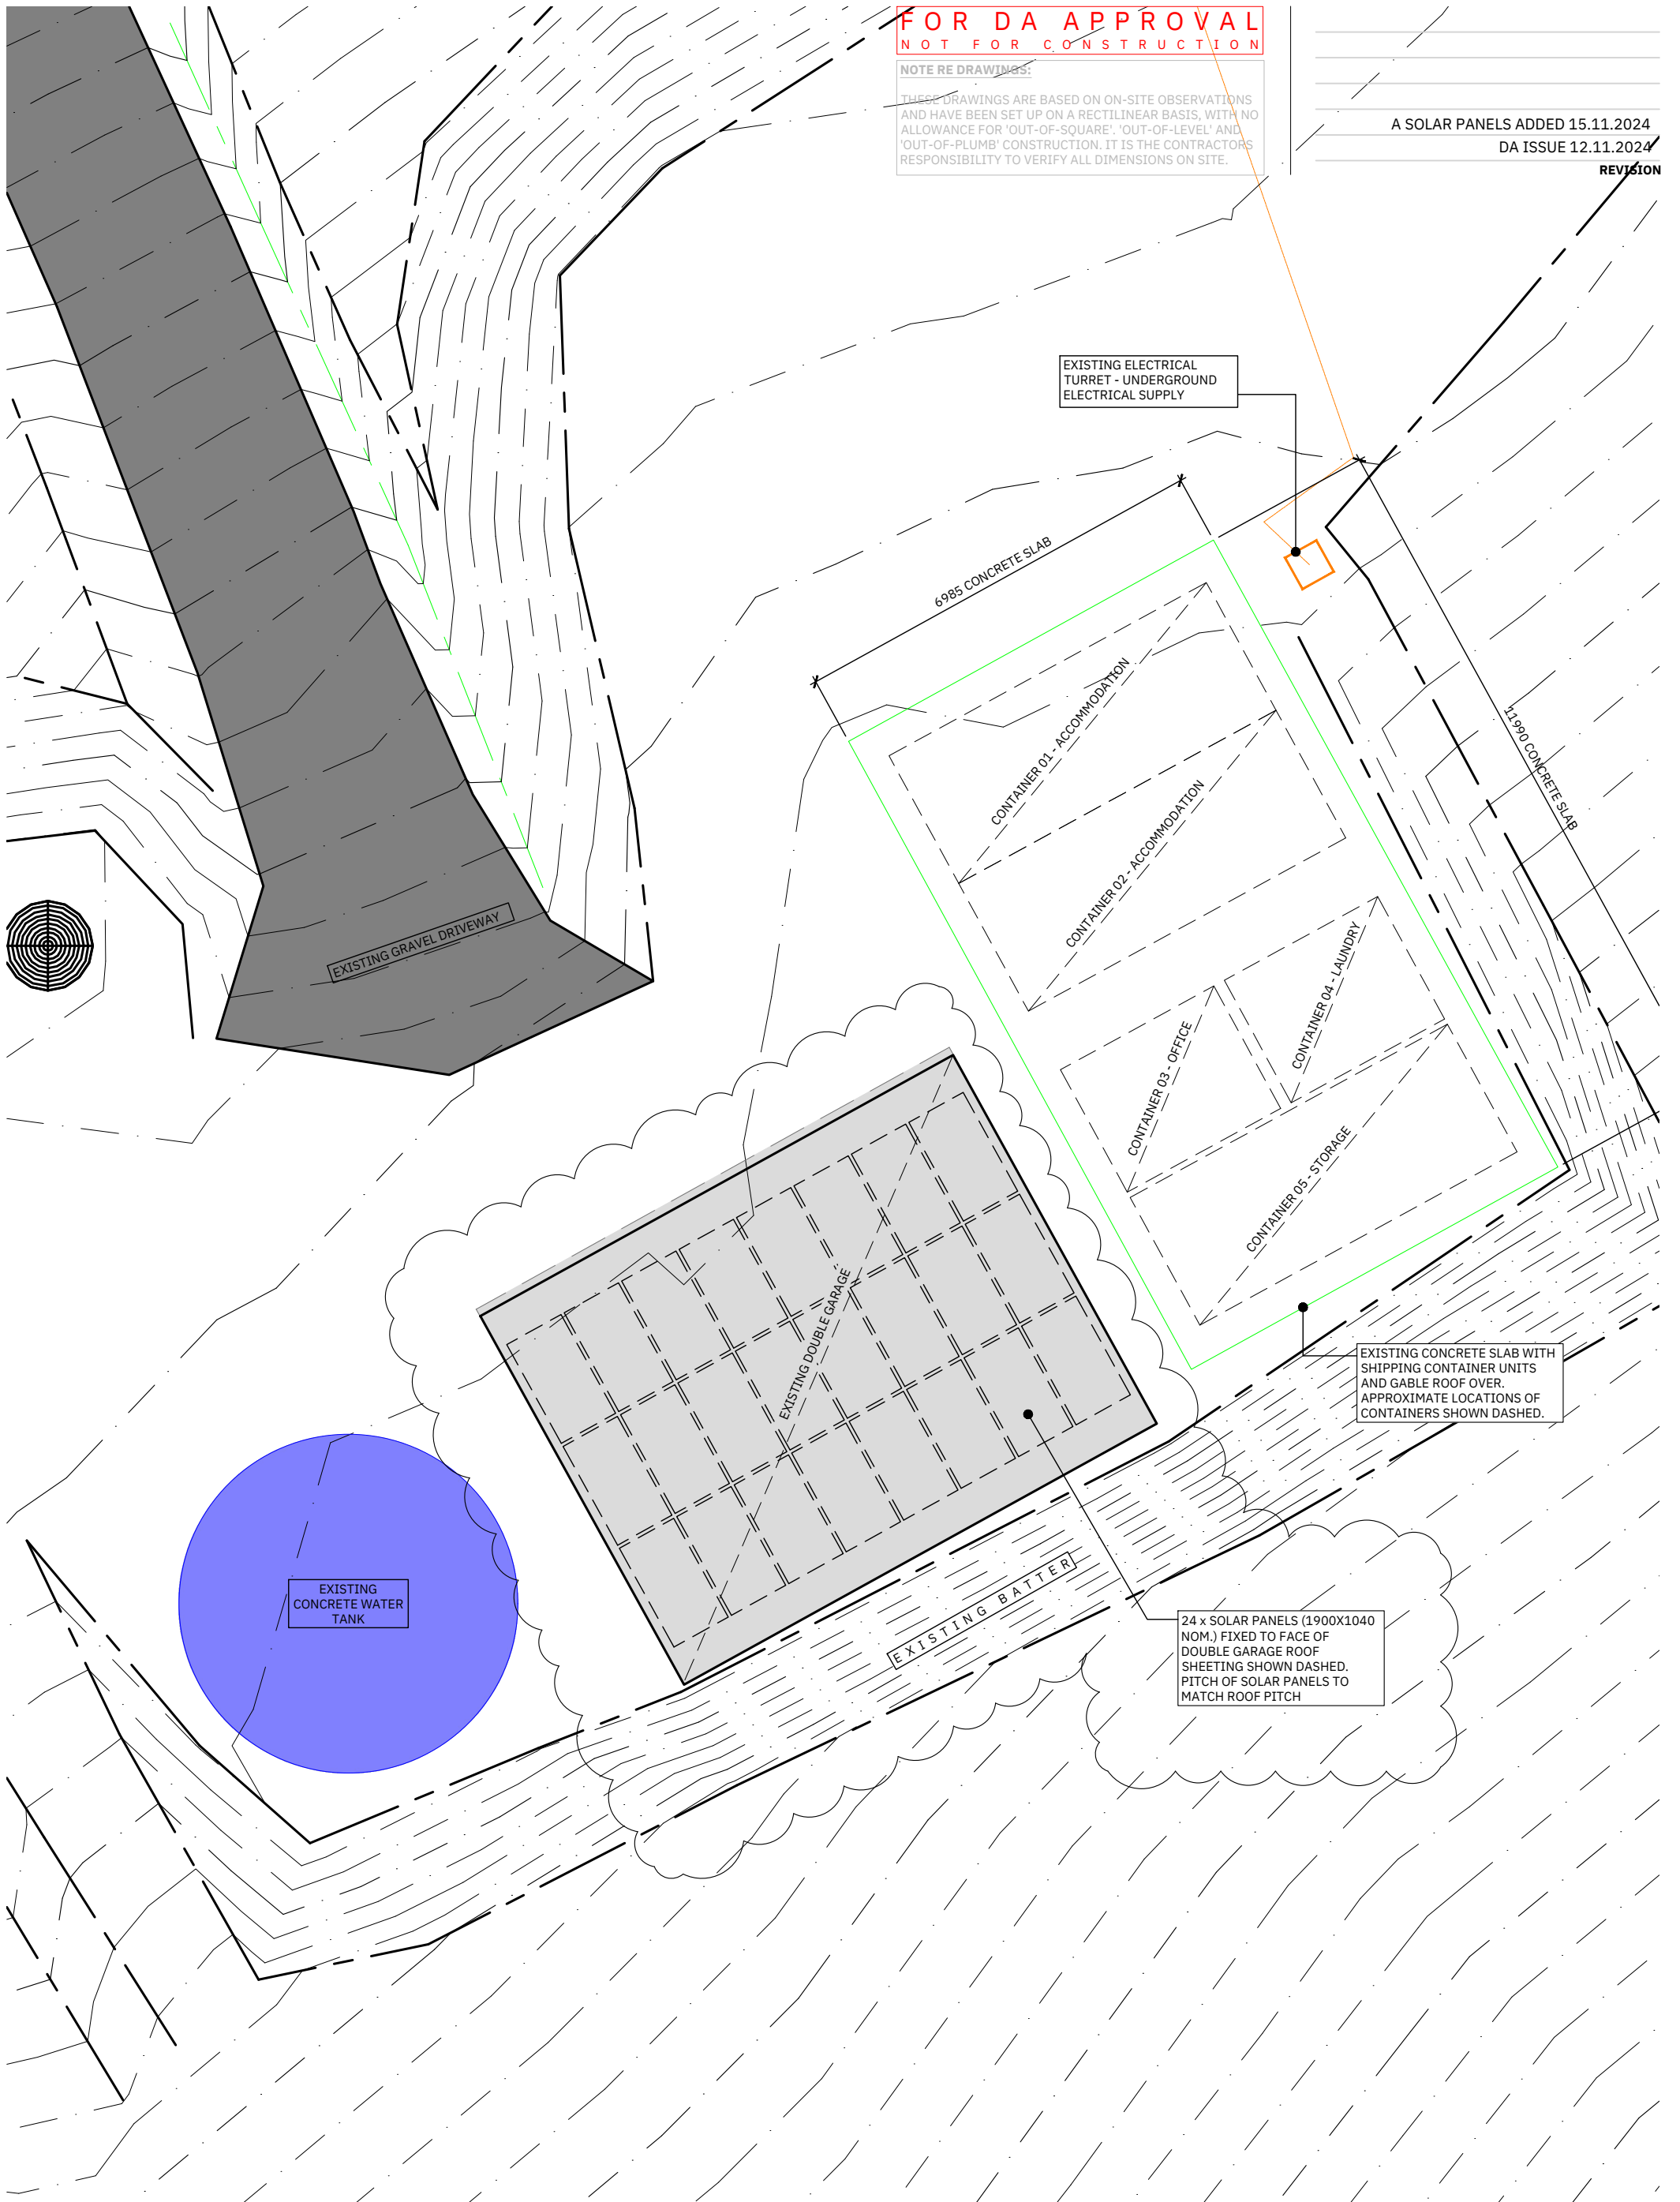 FOR DA APPROVAL
NOT FOR CONSTRUCTION
NOTE RE DRAWINGS:
THESE DRAWINGS ARE BASED ON ON-SITE OBSERVATIONS
AND HAVE BEEN SET UP ON A RECTILINEAR BASIS, WITH NO
ALLOWANCE FOR 'OUT-OF-SQUARE'. 'OUT-OF-LEVEL' AND
'OUT-OF-PLUMB' CONSTRUCTION. IT IS THE CONTRACTORS
RESPONSIBILITY TO VERIFY ALL DIMENSIONS ON SITE.
A SOLAR PANELS ADDED 15.11.2024
DA ISSUE 12.11.2024
REVISION
EXISTING ELECTRICAL
TURRET - UNDERGROUND
ELECTRICAL SUPPLY
6985 CONCRETE SLAB
11990 CONCRETE SLAB
CONTAINER 01 - ACCOMMODATION
CONTAINER 02 - ACCOMMODATION
CONTAINER 03 - OFFICE
CONTAINER 04 - LAUNDRY
CONTAINER 05 - STORAGE
EXISTING GRAVEL DRIVEWAY
EXISTING DOUBLE GARAGE
EXISTING CONCRETE SLAB WITH
SHIPPING CONTAINER UNITS
AND GABLE ROOF OVER.
APPROXIMATE LOCATIONS OF
CONTAINERS SHOWN DASHED.
EXISTING
CONCRETE WATER
TANK
EXISTING BATTER
24 x SOLAR PANELS (1900X1040
NOM.) FIXED TO FACE OF
DOUBLE GARAGE ROOF
SHEETING SHOWN DASHED.
PITCH OF SOLAR PANELS TO
MATCH ROOF PITCH